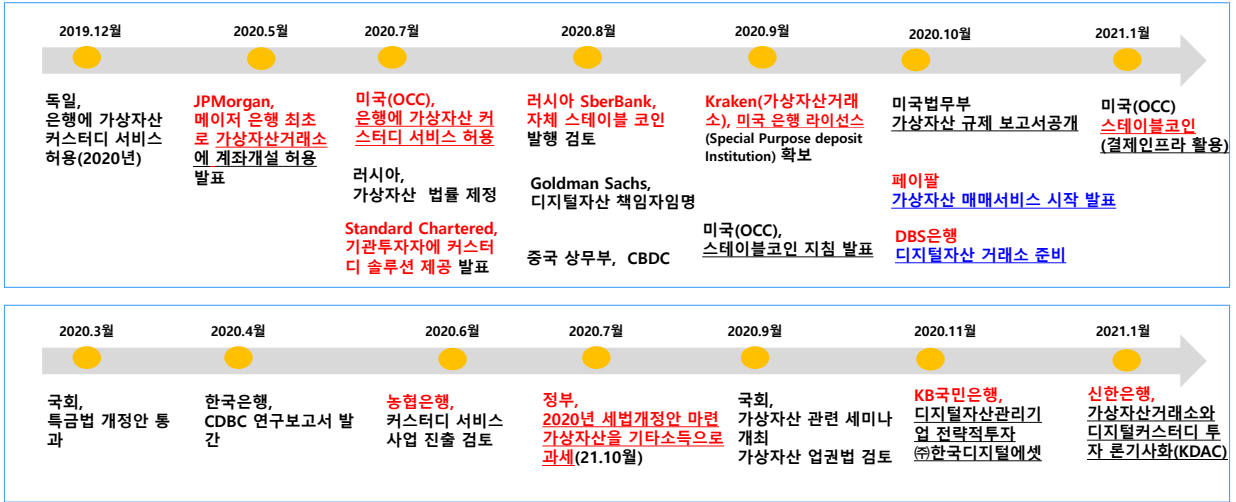 2019.12월
2020.5월
2020.7월
2020.8월
2020.9월
2020.10월
2021.1월
독일,
은행에 가상자산
커스터디 서비스
허용(2020년)
JPMorgan,
메이저 은행 최초
로 가상자산거래소
에 계좌개설 허용
발표
미국(OCC),
은행에 가상자산 커
스터디 서비스 허용
러시아,
가상자산 법률 제정
Standard Chartered,
기관투자자에 커스터
디 솔루션 제공 발표
러시아 SberBank,
자체 스테이블 코인
발행 검토
Goldman Sachs,
디지털자산 책임자임명
중국 상무부, CBDC
Kraken(가상자산거래
소), 미국 은행 라이선스
(Special Purpose deposit
Institution) 확보
미국(OCC),
스테이블코인 지침 발표
미국법무부
가상자산 규제 보고서공개
페이팔
가상자산 매매서비스 시작 발표
DBS은행
디지털자산 거래소 준비
미국(OCC)
스테이블코인
(결제인프라 활용)
2020.3월
2020.4월
2020.6월
2020.7월
2020.9월
2020.11월
2021.1월
국회,
특금법 개정안 통
과
한국은행,
CDBC 연구보고서 발
간
농협은행,
커스터디 서비스
사업 진출 검토
정부,
2020년 세법개정안 마련
가상자산을 기타소득으로
과세(21.10월)
국회,
가상자산 관련 세미나
개최
가상자산 업권법 검토
KB국민은행,
디지털자산관리기
업 전략적투자
㈜한국디지털에셋
신한은행,
가상자산거래소와
디지털커스터디 투
자 론기사화(KDAC)